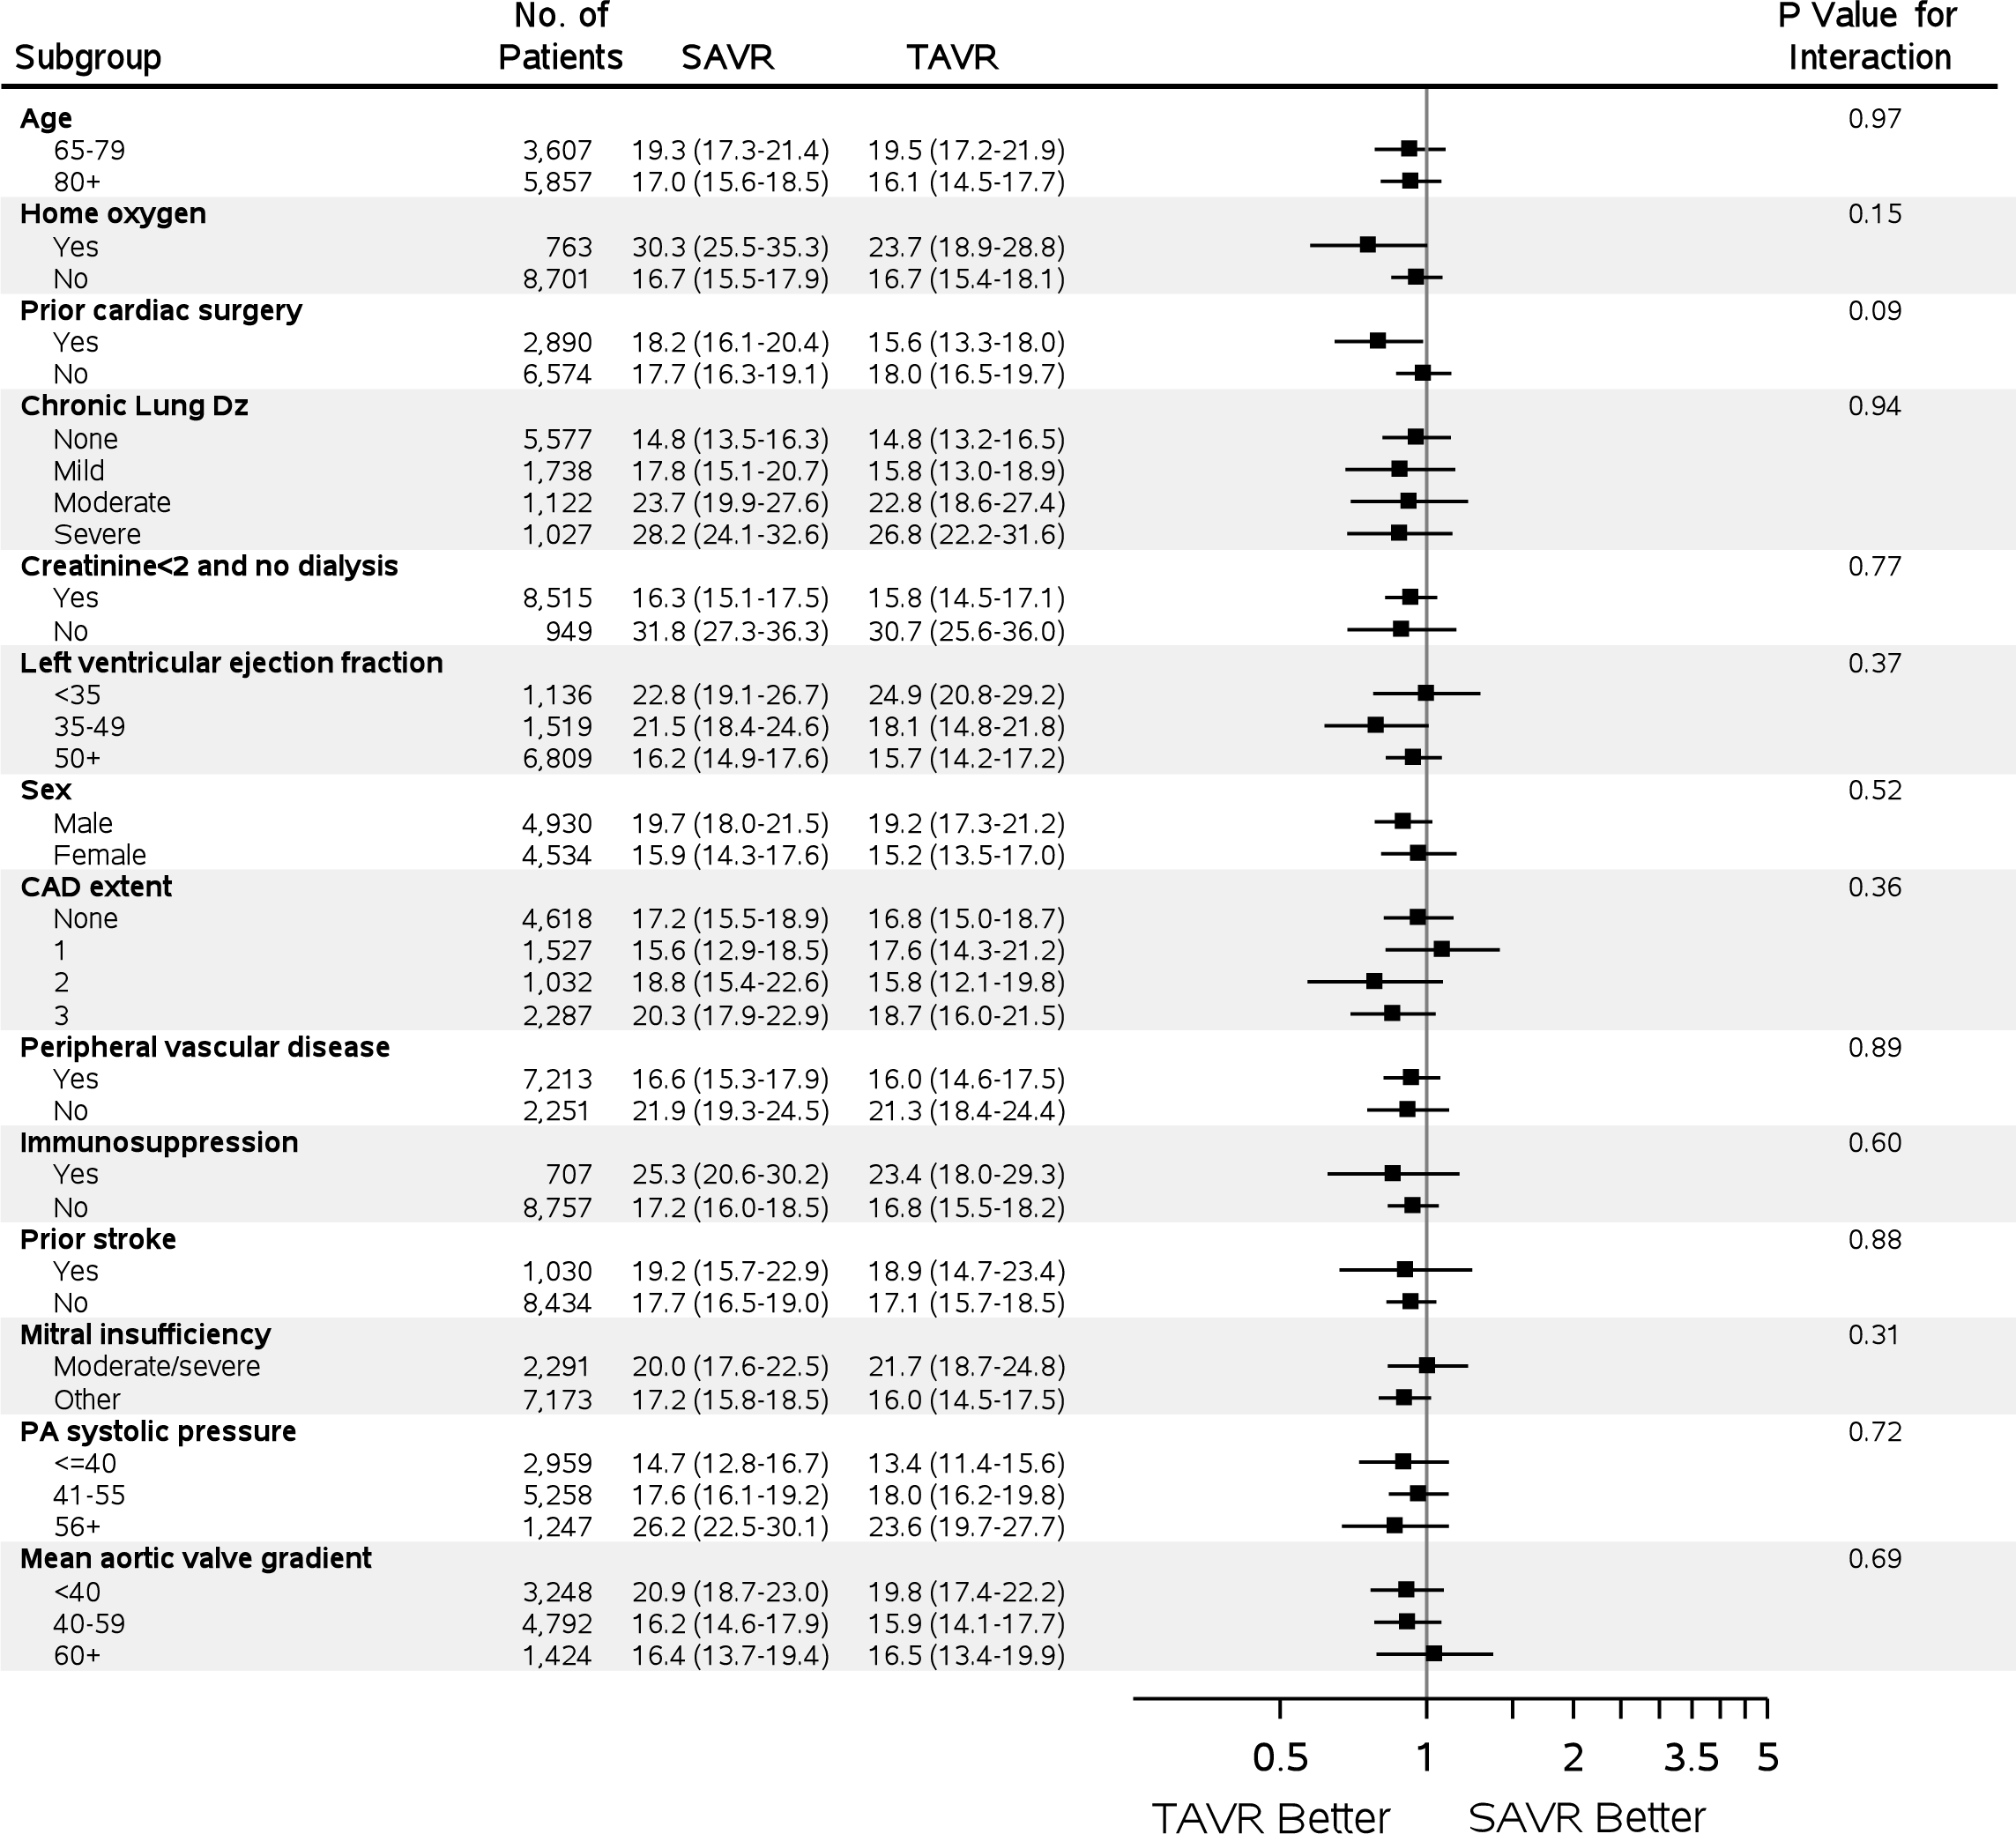 No. of
P Value for
Subgroup Patients SAVR TAVR Interaction
Age 0.97
65-79 3,607 19.3 (17.3-21.4) 19.5 (17.2-21.9)
80+ 5,857 17.0 (15.6-18.5) 16.1 (14.5-17.7)
Home oxygen 0.15
Yes 763 30.3 (25.5-35.3) 23.7 (18.9-28.8)
No 8,701 16.7 (15.5-17.9) 16.7 (15.4-18.1)
Prior cardiac surgery 0.09
Yes 2,890 18.2 (16.1-20.4) 15.6 (13.3-18.0)
No 6,574 17.7 (16.3-19.1) 18.0 (16.5-19.7)
Chronic Lung Dz 0.94
None 5,577 14.8 (13.5-16.3) 14.8 (13.2-16.5)
Mild 1,738 17.8 (15.1-20.7) 15.8 (13.0-18.9)
Moderate 1,122 23.7 (19.9-27.6) 22.8 (18.6-27.4)
Severe 1,027 28.2 (24.1-32.6) 26.8 (22.2-31.6)
Creatinine<2 and no dialysis 0.77
Yes 8,515 16.3 (15.1-17.5) 15.8 (14.5-17.1)
No 949 31.8 (27.3-36.3) 30.7 (25.6-36.0)
Left ventricular ejection fraction 0.37
<35 1,136 22.8 (19.1-26.7) 24.9 (20.8-29.2)
35-49 1,519 21.5 (18.4-24.6) 18.1 (14.8-21.8)
50+ 6,809 16.2 (14.9-17.6) 15.7 (14.2-17.2)
Sex 0.52
Male 4,930 19.7 (18.0-21.5) 19.2 (17.3-21.2)
Female 4,534 15.9 (14.3-17.6) 15.2 (13.5-17.0)
CAD extent 0.36
None 4,618 17.2 (15.5-18.9) 16.8 (15.0-18.7)
1 1,527 15.6 (12.9-18.5) 17.6 (14.3-21.2)
2 1,032 18.8 (15.4-22.6) 15.8 (12.1-19.8)
3 2,287 20.3 (17.9-22.9) 18.7 (16.0-21.5)
Peripheral vascular disease 0.89
Yes 7,213 16.6 (15.3-17.9) 16.0 (14.6-17.5)
No 2,251 21.9 (19.3-24.5) 21.3 (18.4-24.4)
Immunosuppression 0.60
Yes 707 25.3 (20.6-30.2) 23.4 (18.0-29.3)
No 8,757 17.2 (16.0-18.5) 16.8 (15.5-18.2)
Prior stroke 0.88
Yes 1,030 19.2 (15.7-22.9) 18.9 (14.7-23.4)
No 8,434 17.7 (16.5-19.0) 17.1 (15.7-18.5)
Mitral insufficiency 0.31
Moderate/severe 2,291 20.0 (17.6-22.5) 21.7 (18.7-24.8)
Other 7,173 17.2 (15.8-18.5) 16.0 (14.5-17.5)
PA systolic pressure 0.72
<=40 2,959 14.7 (12.8-16.7) 13.4 (11.4-15.6)
41-55 5,258 17.6 (16.1-19.2) 18.0 (16.2-19.8)
56+ 1,247 26.2 (22.5-30.1) 23.6 (19.7-27.7)
Mean aortic valve gradient 0.69
<40 3,248 20.9 (18.7-23.0) 19.8 (17.4-22.2)
40-59 4,792 16.2 (14.6-17.9) 15.9 (14.1-17.7)
60+ 1,424 16.4 (13.7-19.4) 16.5 (13.4-19.9)
0.5 1 2 3.5 5
TAVR Better SAVR Better